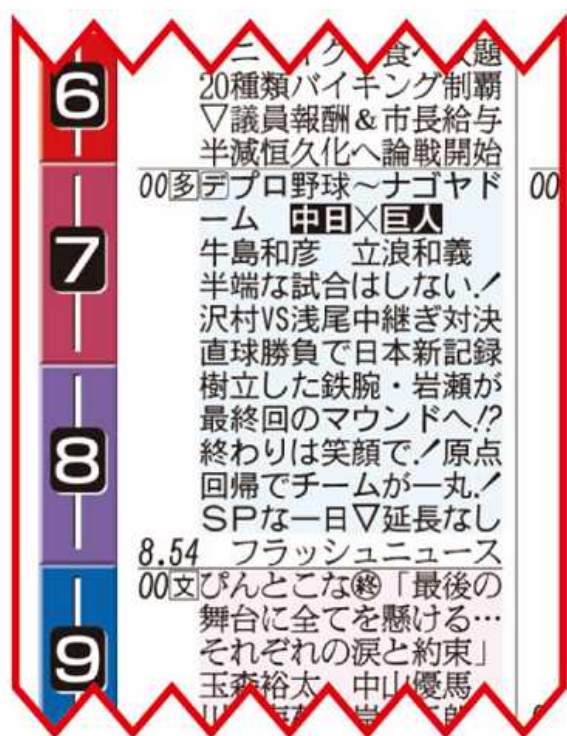 6
20種類バイキング制覇
▽議員報酬&市長給与
半減恒久化へ論戦開始
7
00多デプロ野球～ナゴヤド
ーム 中日×巨人
牛島和彦 立浪和義
半端な試合はしない!
沢村VS浅尾中継ぎ対決
直球勝負で日本新記録
樹立した鉄腕・岩瀬が
8
最終回のマウンドへ!?
終わりは笑顔で!原点
回帰でチームが一丸!
SPな一日▽延長なし
8.54 フラッシュニュース
9
00文ぴんとこな終「最後の
舞台に全てを懸ける…
それぞれの涙と約束」
玉森裕太 中山優馬
00